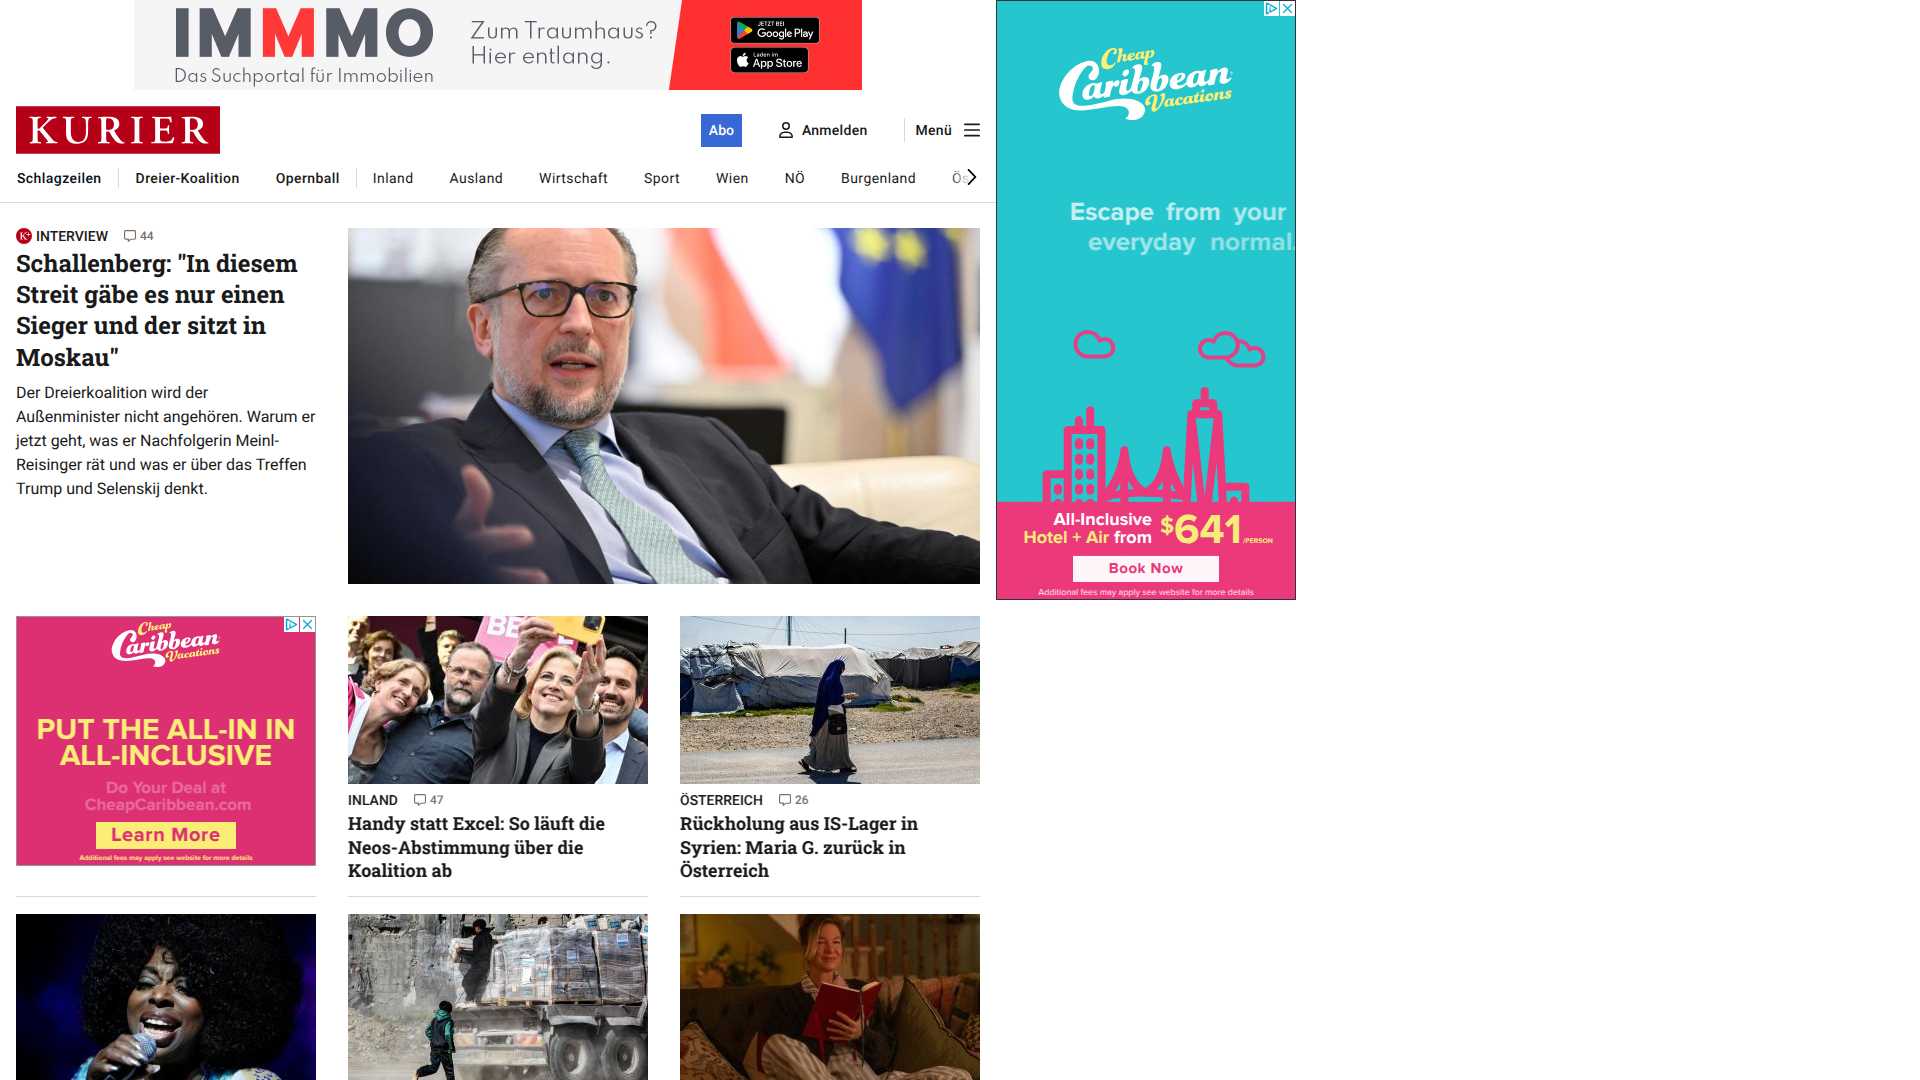 IMMMO
Das Suchportal für Immobilien
Zum Traumhaus?
Hier entlang.
JETZT BEI
Google Play
Laden im
App Store
KURIER
Abo
Anmelden
Menü
Schlagzeilen
Dreier-Koalition
Opernball
Inland
Ausland
Wirtschaft
Sport
Wien
NÖ
Burgenland
Ös
K+ INTERVIEW 44
Schallenberg: "In diesem
Streit gäbe es nur einen
Sieger und der sitzt in
Moskau"
Der Dreierkoalition wird der
Außenminister nicht angehören. Warum er
jetzt geht, was er Nachfolgerin Meinl-
Reisinger rät und was er über das Treffen
Trump und Selenskij denkt.
Cheap
Caribbean
Vacations
Escape from your
everyday normal.
All-Inclusive
Hotel + Air from
$641/PERSON
Book Now
Additional fees may apply see website for more details
Cheap
Caribbean
Vacations
PUT THE ALL-IN IN
ALL-INCLUSIVE
Do Your Deal at
CheapCaribbean.com
Learn More
Additional fees may apply see website for more details
BE
INLAND 47
Handy statt Excel: So läuft die
Neos-Abstimmung über die
Koalition ab
ÖSTERREICH 26
Rückholung aus IS-Lager in
Syrien: Maria G. zurück in
Österreich